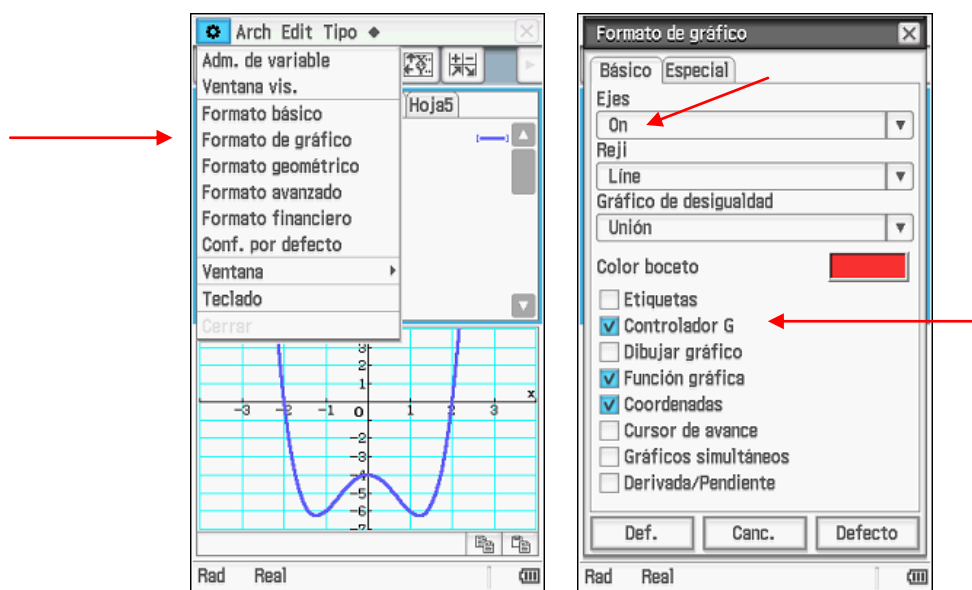 Arch Edit Tipo
Adm. de variable
Ventana vis.
Formato básico
Hoja5
Formato de gráfico
Formato geométrico
Formato avanzado
Formato financiero
Conf. por defecto
Ventana
Teclado
Cerrar
3
2
1
x
-3 -2 -1 0 1 2 3
-2
-3
-4
-5
-6
-7
Rad Real
Formato de gráfico
Básico Especial
Ejes
On
Reji
Líne
Gráfico de desigualdad
Unión
Color boceto
Etiquetas
Controlador G
Dibujar gráfico
Función gráfica
Coordenadas
Cursor de avance
Gráficos simultáneos
Derivada/Pendiente
Def. Canc. Defecto
Rad Real